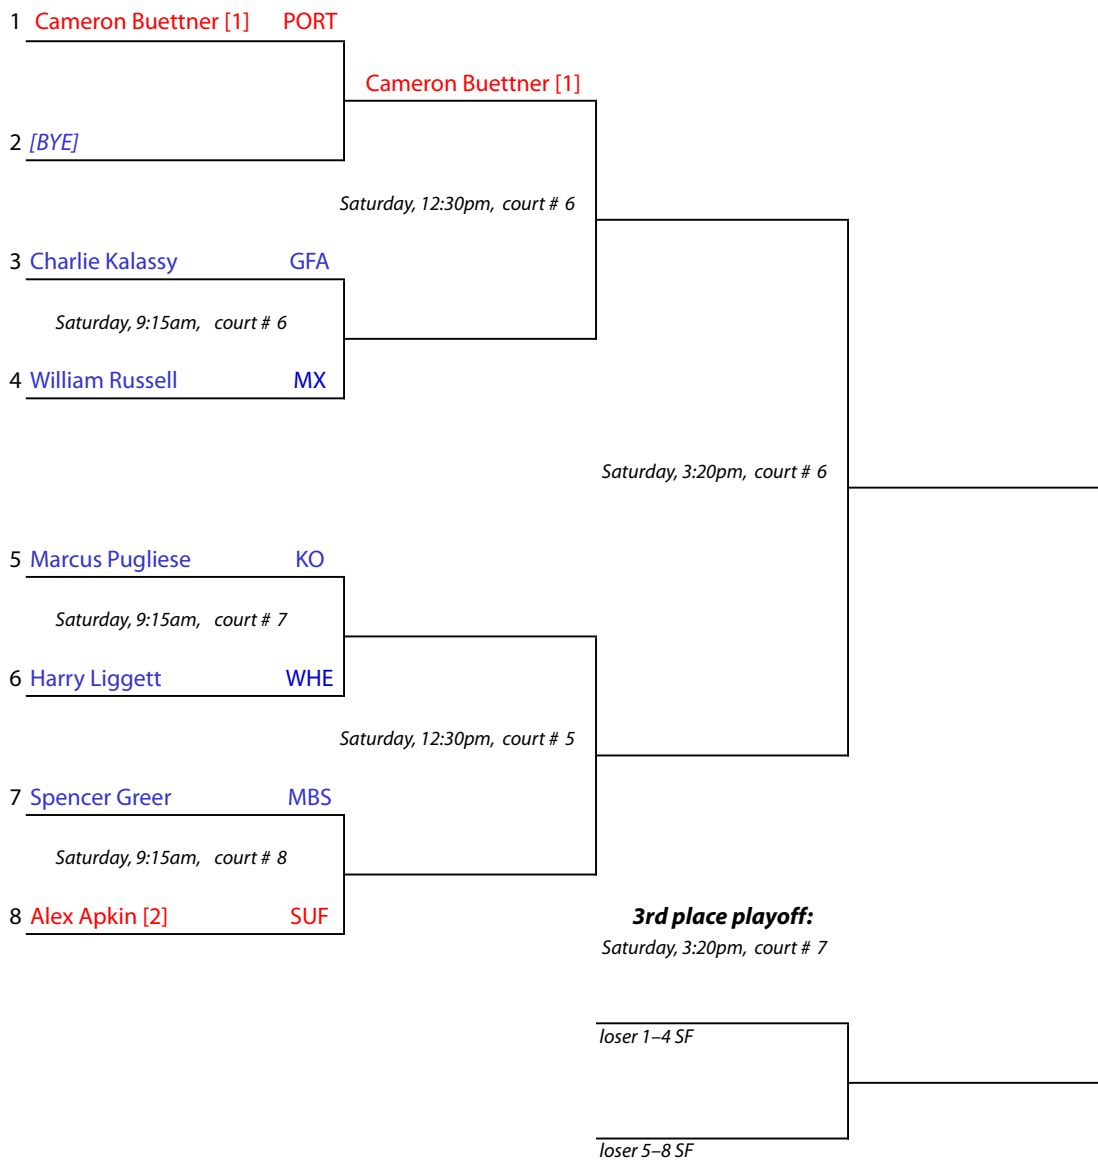 1 Cameron Buettner [1] PORT
Cameron Buettner [1]
2 [BYE]
Saturday, 12:30pm, court # 6
3 Charlie Kalassy GFA
Saturday, 9:15am, court # 6
4 William Russell MX
Saturday, 3:20pm, court # 6
5 Marcus Pugliese KO
Saturday, 9:15am, court # 7
6 Harry Liggett WHE
Saturday, 12:30pm, court # 5
7 Spencer Greer MBS
Saturday, 9:15am, court # 8
8 Alex Apkin [2] SUF
3rd place playoff:
Saturday, 3:20pm, court # 7
loser 1–4 SF
loser 5–8 SF